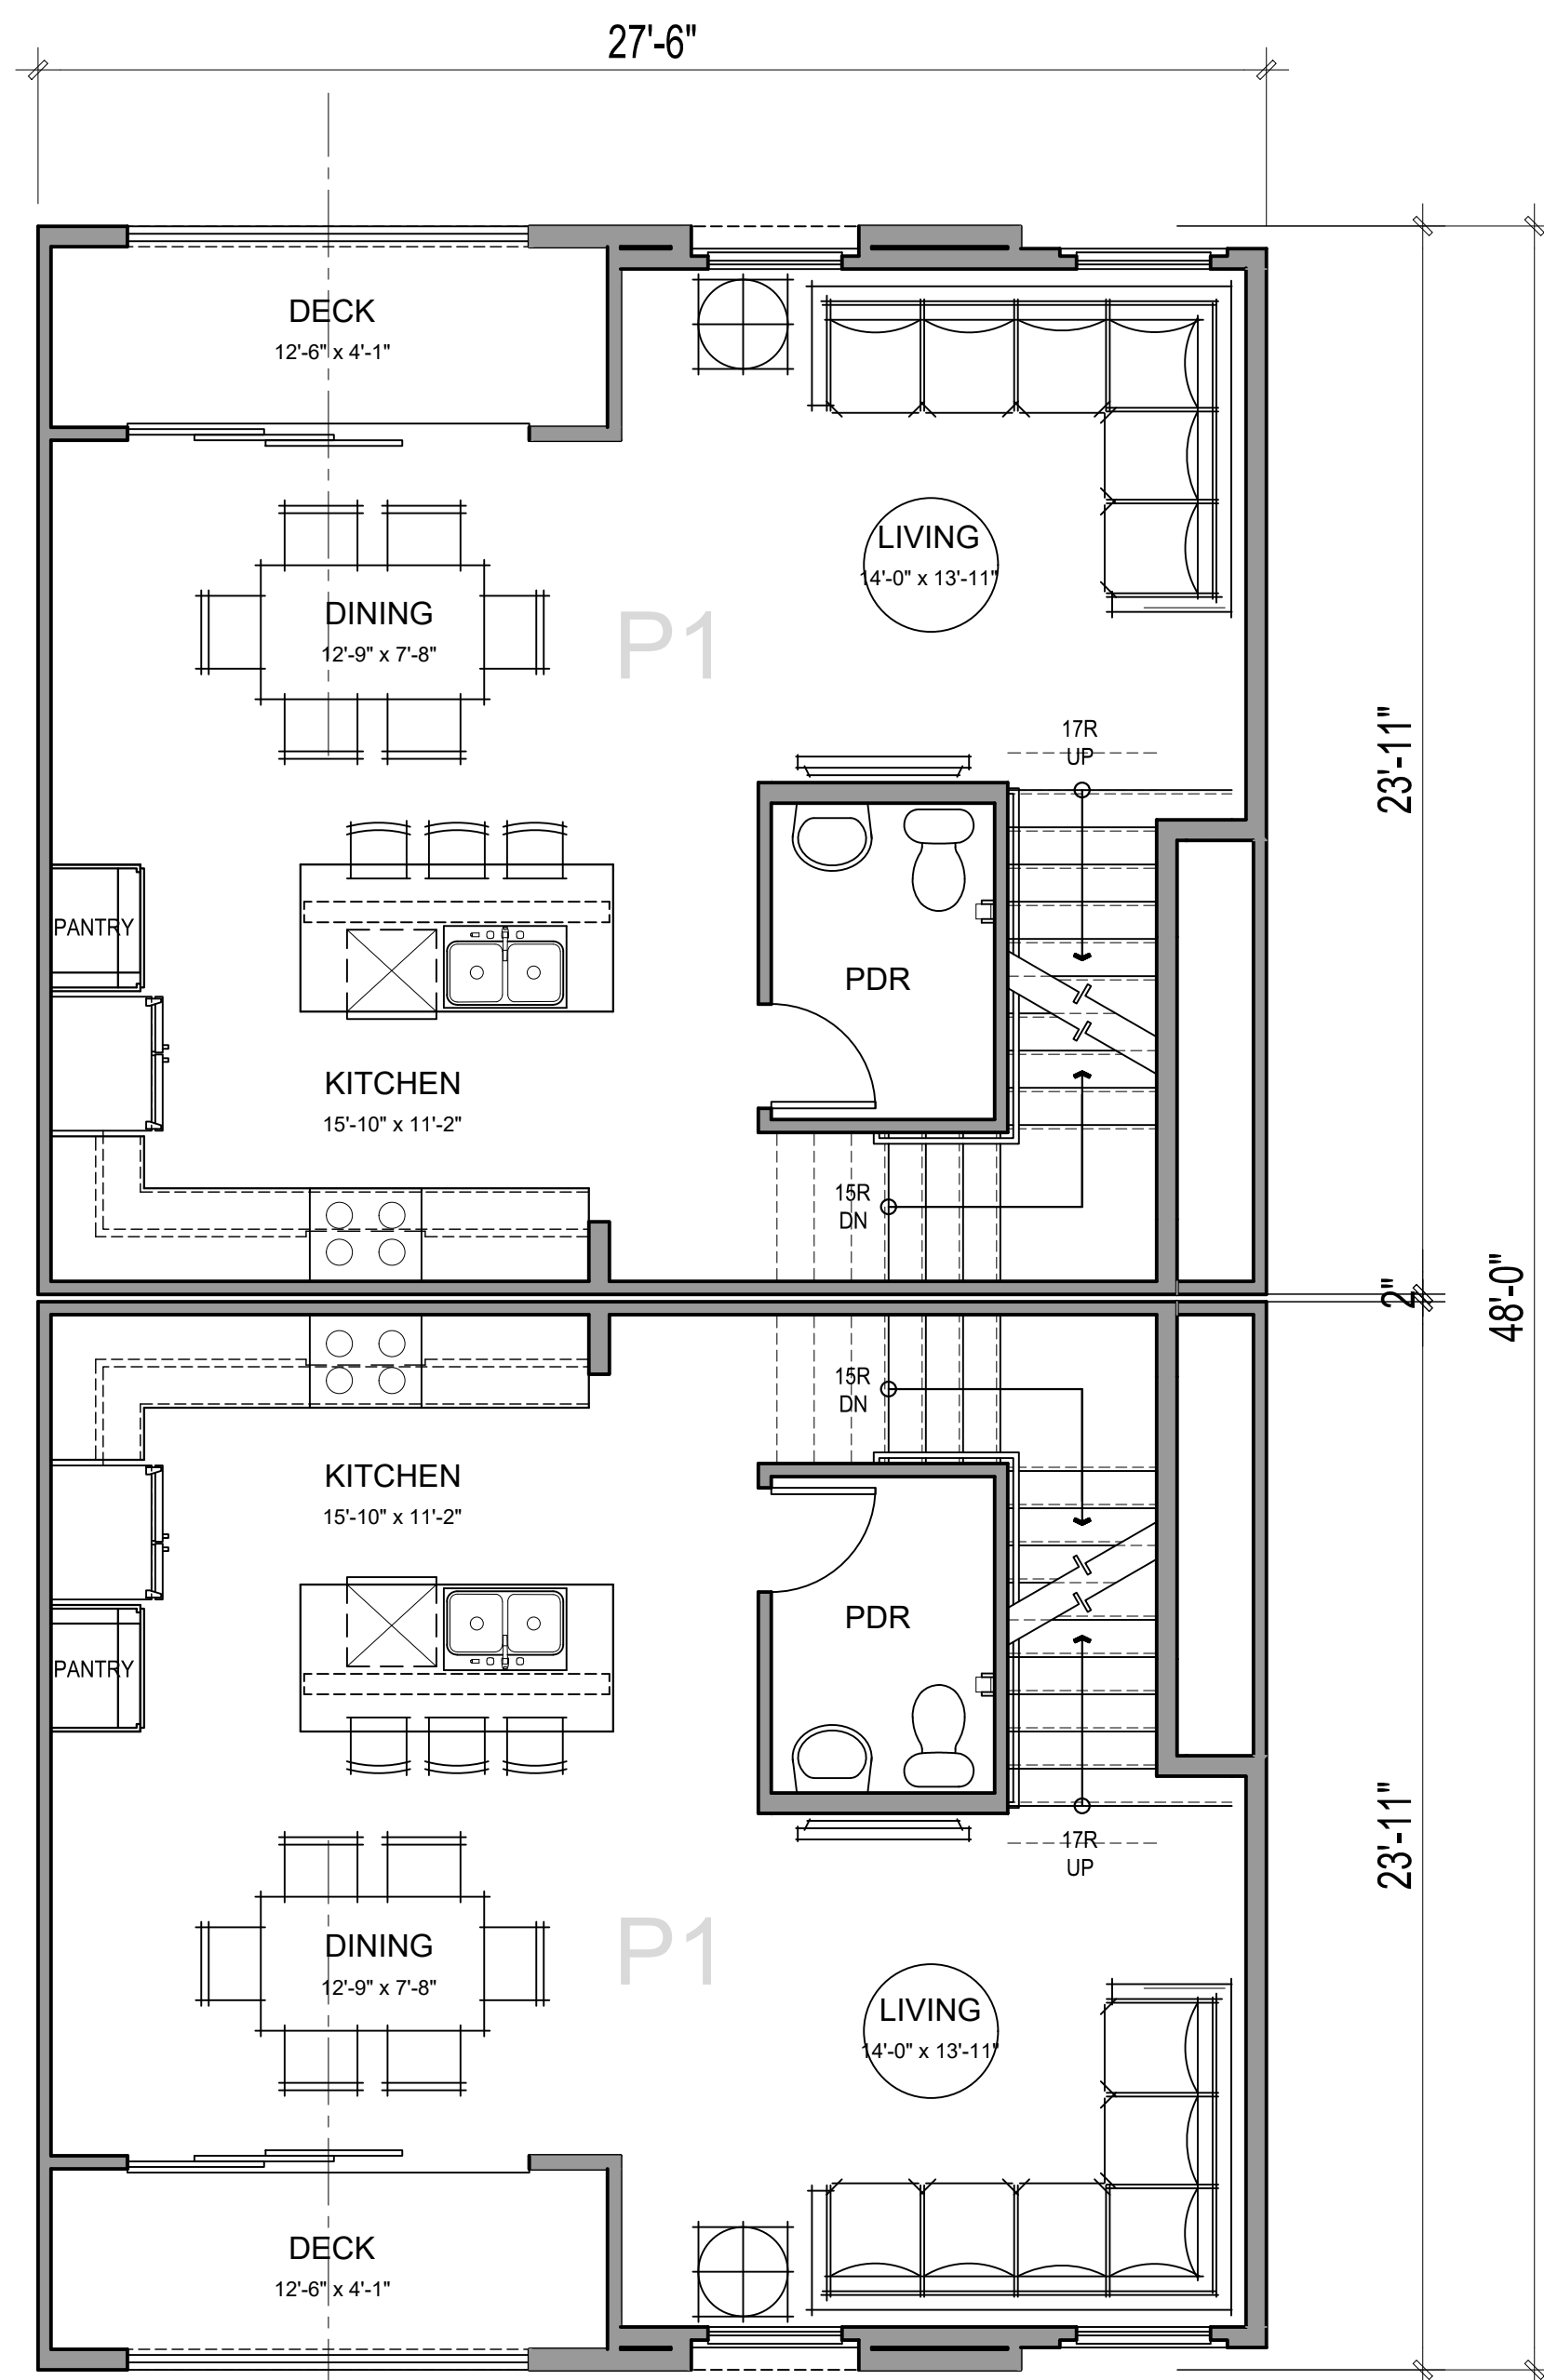 27'-6"
DECK
12'-6" x 4'-1"
LIVING
14'-0" x 13'-11"
DINING
12'-9" x 7'-8"
P1
17R
UP
23'-11"
PANTRY
PDR
KITCHEN
15'-10" x 11'-2"
15R
DN
2"
48'-0"
15R
DN
KITCHEN
15'-10" x 11'-2"
PDR
PANTRY
17R
UP
23'-11"
P1
DINING
12'-9" x 7'-8"
LIVING
14'-0" x 13'-11"
DECK
12'-6" x 4'-1"